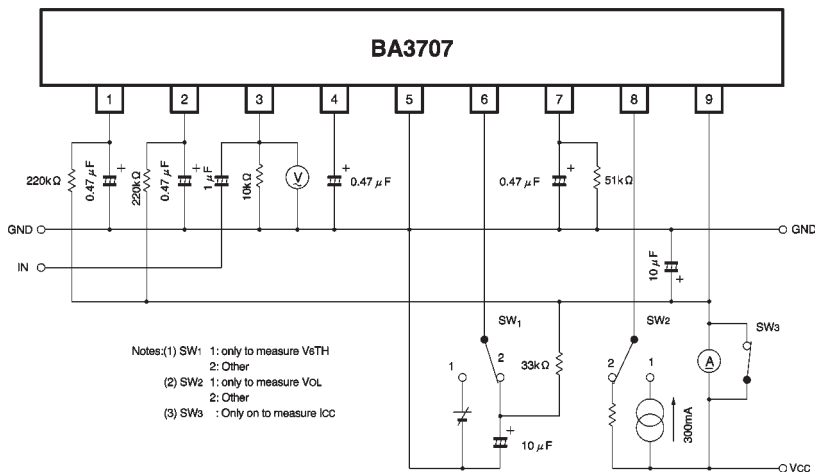 BA3707
1 2 3 4 5 6 7 8 9
220kΩ
0.47 μF
+
220kΩ
0.47 μF
+
1 μF
10kΩ
V
+
0.47 μF
0.47 μF
+
51kΩ
GND
GND
IN
10 μF
+
SW1
SW2
SW3
1
2
33kΩ
2
1
A
300mA
+
10 μF
Vcc
Notes:(1) SW1 1: only to measure V6TH
2: Other
(2) SW2 1: only to measure VOL
2: Other
(3) SW3 : Only on to measure ICC